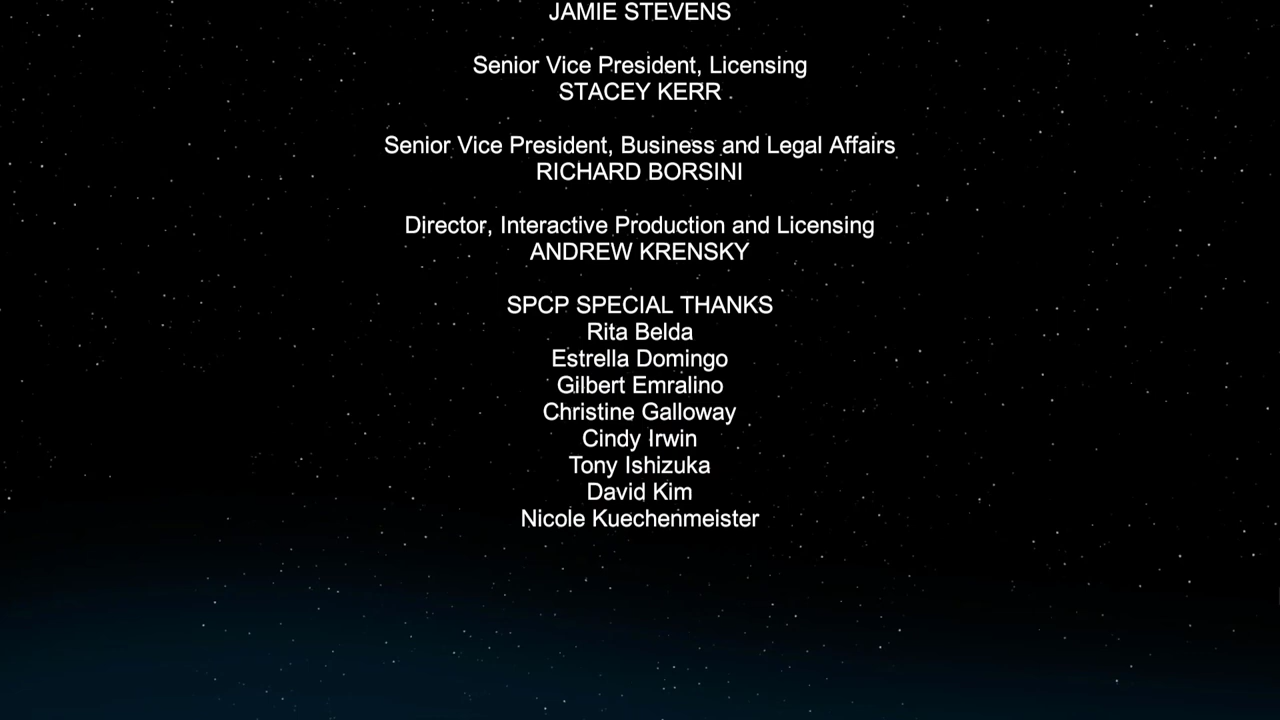 JAMIE STEVENS
Senior Vice President, Licensing
STACEY KERR
Senior Vice President, Business and Legal Affairs
RICHARD BORSINI
Director, Interactive Production and Licensing
ANDREW KRENSKY
SPCP SPECIAL THANKS
Rita Belda
Estrella Domingo
Gilbert Emralino
Christine Galloway
Cindy Irwin
Tony Ishizuka
David Kim
Nicole Kuechenmeister